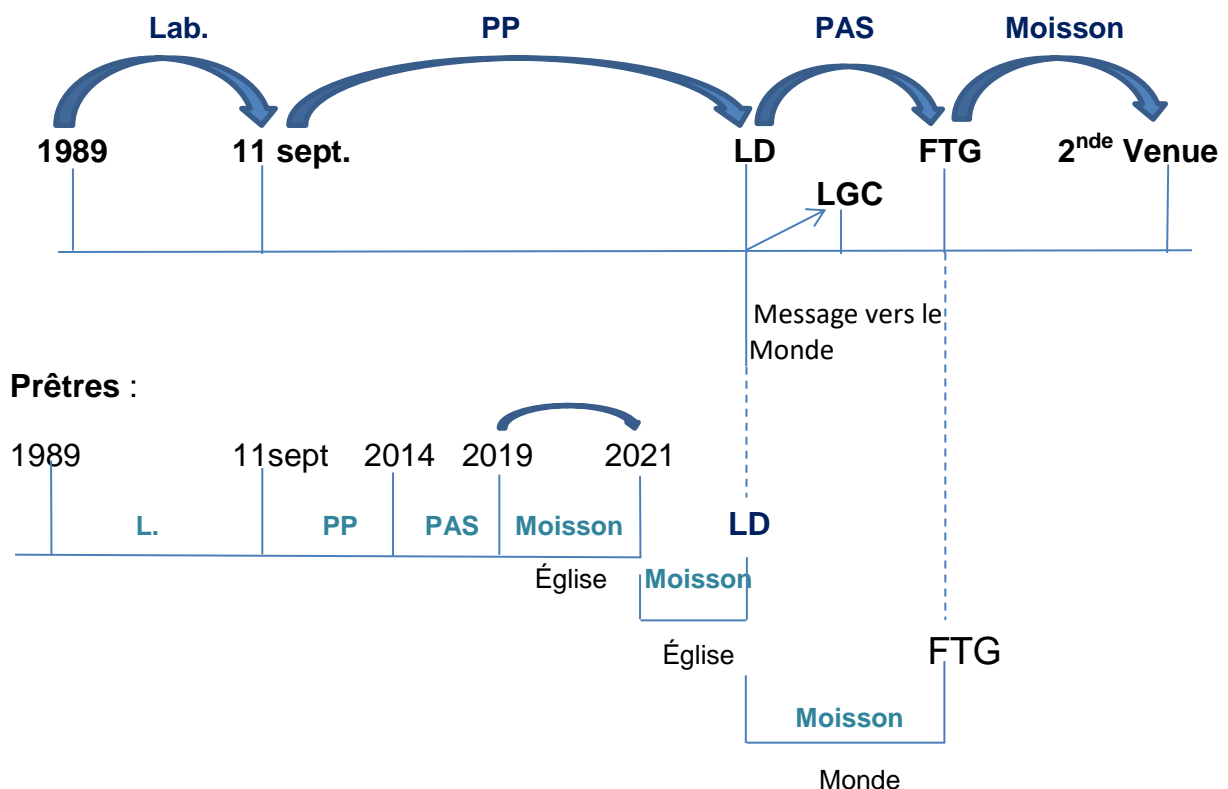 Lab. PP PAS Moisson
1989 11 sept. LD FTG 2nde Venue
LGC
Message vers le
Monde
Prêtres :
1989 11sept 2014 2019 2021
L. PP PAS Moisson LD
Église Moisson
Église FTG
Moisson
Monde